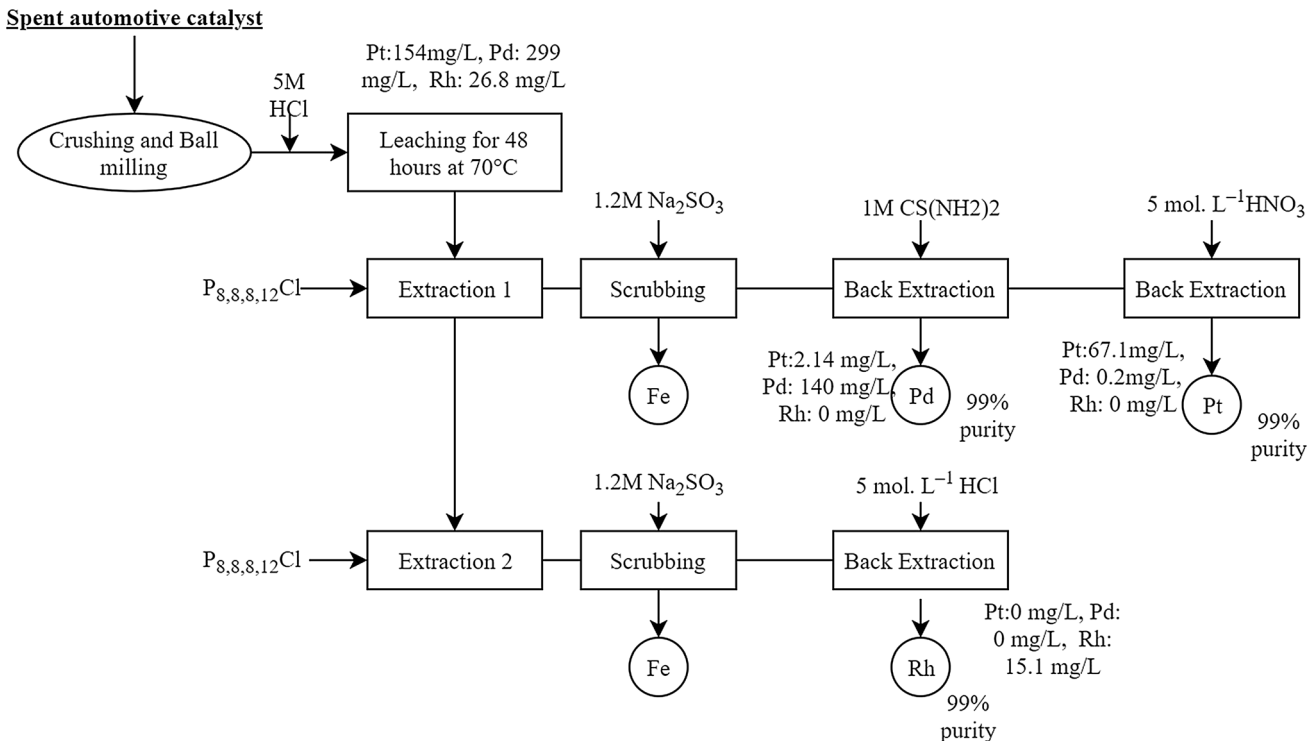 Spent automotive catalyst
Pt:154mg/L, Pd: 299
mg/L,  Rh: 26.8 mg/L
5M
HCl
Crushing and Ball
milling
Leaching for 48
hours at 70°C
1.2M Na₂SO₃
1M CS(NH2)2
5 mol. L⁻¹HNO₃
P₈,₈,₈,₁₂Cl
Extraction 1
Scrubbing
Back Extraction
Back Extraction
Pt:2.14 mg/L,
Pd: 140 mg/L,
Rh: 0 mg/L
Fe
Pd
99%
purity
Pt:67.1mg/L,
Pd: 0.2mg/L,
Rh: 0 mg/L
Pt
99%
purity
1.2M Na₂SO₃
5 mol. L⁻¹ HCl
P₈,₈,₈,₁₂Cl
Extraction 2
Scrubbing
Back Extraction
Fe
Rh
Pt:0 mg/L, Pd:
0 mg/L,  Rh:
15.1 mg/L
99%
purity